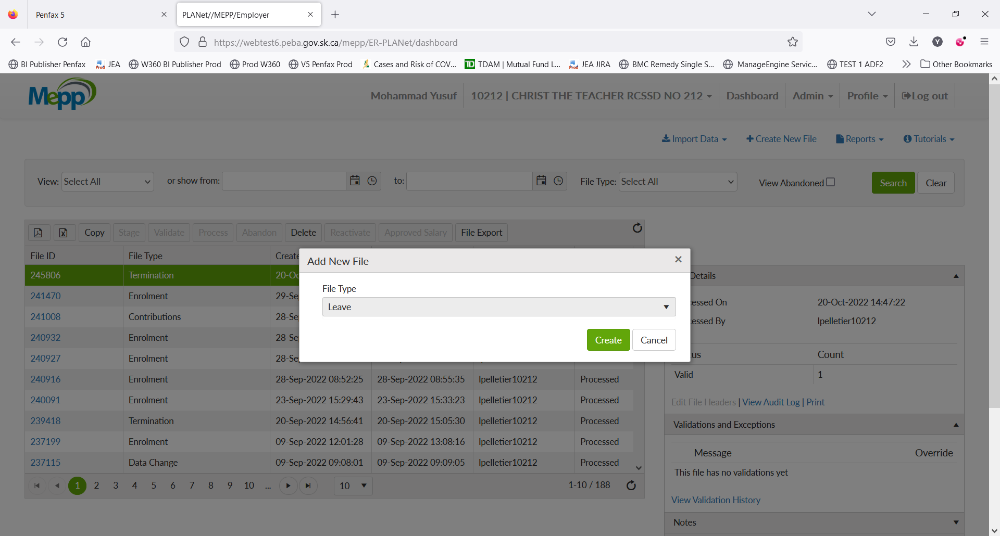 Penfax 5
PLANet//MEPP/Employer
https://webtest6.peba.gov.sk.ca/mepp/ER-PLANet/dashboard
BI Publisher Penfax
JEA
W360 BI Publisher Prod
Prod W360
V5 Penfax Prod
Cases and Risk of COV...
TDAM | Mutual Fund L...
JEA JIRA
BMC Remedy Single S...
ManageEngine Servic...
TEST 1 ADF2
Other Bookmarks
Mepp
Mohammad Yusuf
10212 | CHRIST THE TEACHER RCSSD NO 212
Dashboard
Admin
Profile
Log out
Import Data
Create New File
Reports
Tutorials
View: Select All
or show from:
to:
File Type: Select All
View Abandoned
Search
Clear
Copy
Stage
Validate
Process
Abandon
Delete
Reactivate
Approved Salary
File Export
File ID File Type Create
245806 Termination 20-Oc
241470 Enrolment 29-Se
241008 Contributions 28-Se
240932 Enrolment 28-Se
240927 Enrolment 28-Se
240916 Enrolment 28-Sep-2022 08:52:25 28-Sep-2022 08:55:35 lpelletier10212 Processed
240091 Enrolment 23-Sep-2022 15:29:43 23-Sep-2022 15:33:23 lpelletier10212 Processed
239418 Termination 20-Sep-2022 14:56:41 20-Sep-2022 15:05:30 lpelletier10212 Processed
237199 Enrolment 09-Sep-2022 12:01:28 09-Sep-2022 13:08:16 lpelletier10212 Processed
237115 Data Change 09-Sep-2022 09:08:01 09-Sep-2022 09:09:05 lpelletier10212 Processed
1 2 3 4 5 6 7 8 9 10 ...
10
1-10 / 188
Add New File
File Type
Leave
Create
Cancel
Details
essed On 20-Oct-2022 14:47:22
essed By lpelletier10212
us Count
Valid 1
Edit File Headers | View Audit Log | Print
Validations and Exceptions
Message Override
This file has no validations yet
View Validation History
Notes